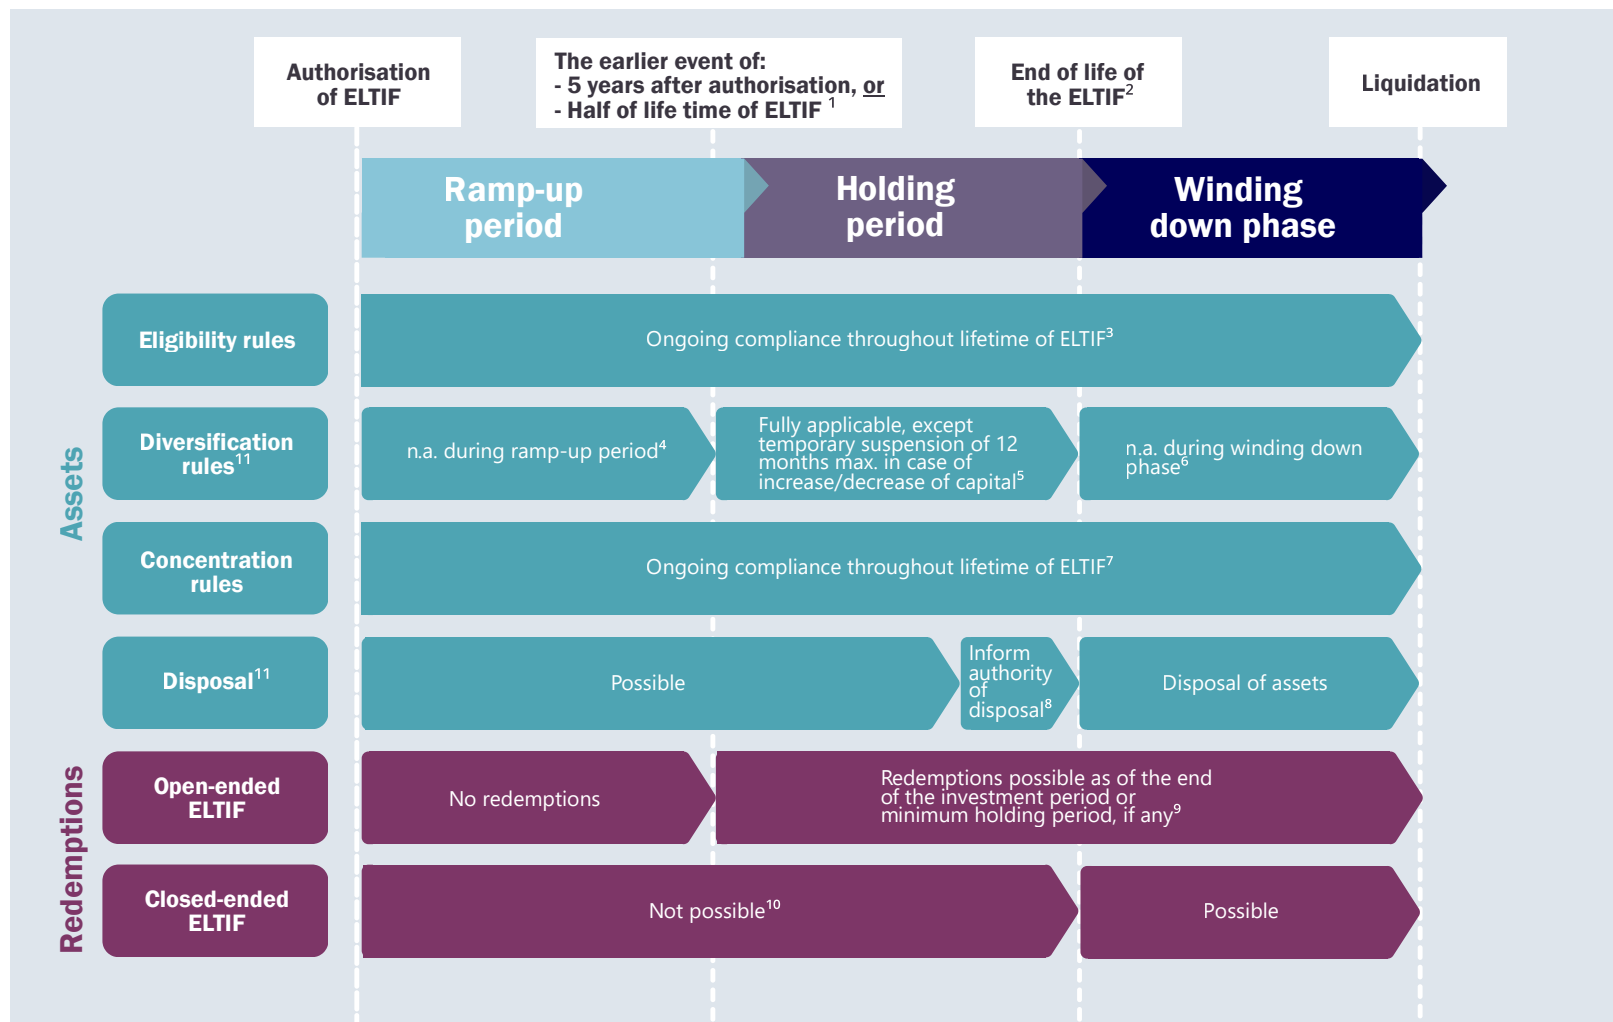 Authorisation
of ELTIF
The earlier event of:
- 5 years after authorisation, or
- Half of life time of ELTIF 1
End of life of
the ELTIF2
Liquidation
Ramp-up
period
Holding
period
Winding
down phase
Assets
Eligibility rules
Ongoing compliance throughout lifetime of ELTIF3
Diversification
rules11
n.a. during ramp-up period4
Fully applicable, except
temporary suspension of 12
months max. in case of
increase/decrease of capital5
n.a. during winding down
phase6
Concentration
rules
Ongoing compliance throughout lifetime of ELTIF7
Disposal11
Possible
Inform
authority
of
disposal8
Disposal of assets
Redemptions
Open-ended
ELTIF
No redemptions
Redemptions possible as of the end
of the investment period or
minimum holding period, if any9
Closed-ended
ELTIF
Not possible10
Possible